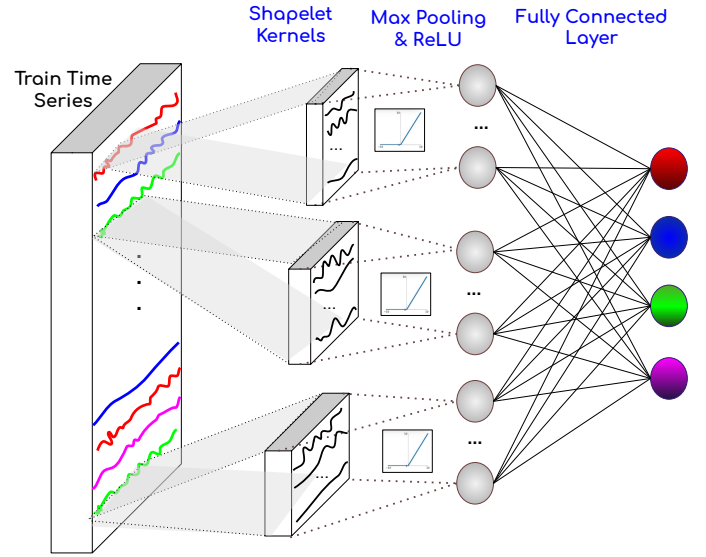 Shapelet
Kernels
Max Pooling
& ReLU
Fully Connected
Layer
Train Time
Series